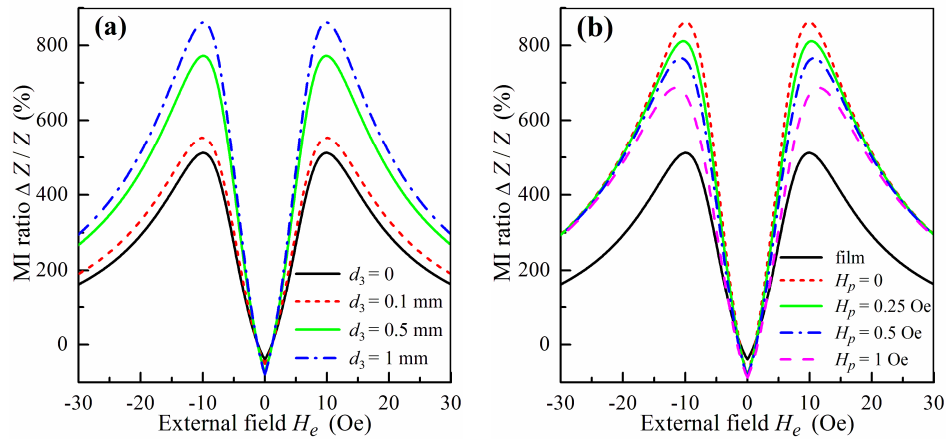 (a)
MI ratio Δ Z / Z (%)
800
600
400
200
0
d3 = 0
d3 = 0.1 mm
d3 = 0.5 mm
d3 = 1 mm
-30 -20 -10 0 10 20 30
External field He (Oe)
(b)
MI ratio Δ Z / Z (%)
800
600
400
200
0
film
Hp = 0
Hp = 0.25 Oe
Hp = 0.5 Oe
Hp = 1 Oe
-30 -20 -10 0 10 20 30
External field He (Oe)